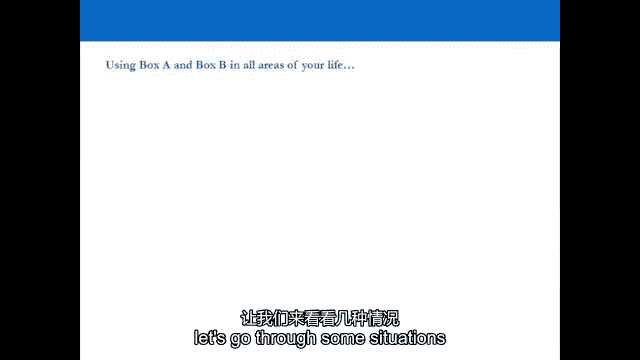 Using Box A and Box B in all areas of your life…
让我们来看看几种情况
let's go through some situations